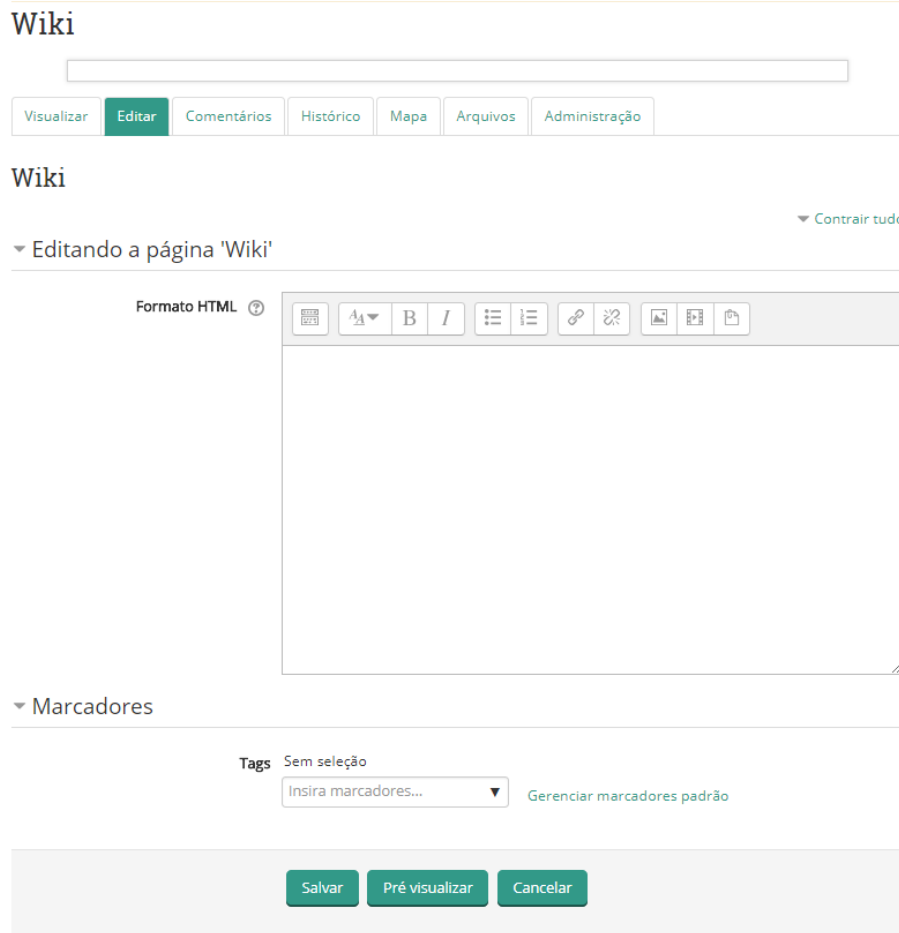 Wiki
Visualizar Editar Comentários Histórico Mapa Arquivos Administração
Wiki
Contrair tudo
Editando a página 'Wiki'
Formato HTML
B I
Marcadores
Tags Sem seleção
Insira marcadores... Gerenciar marcadores padrão
Salvar Pré visualizar Cancelar